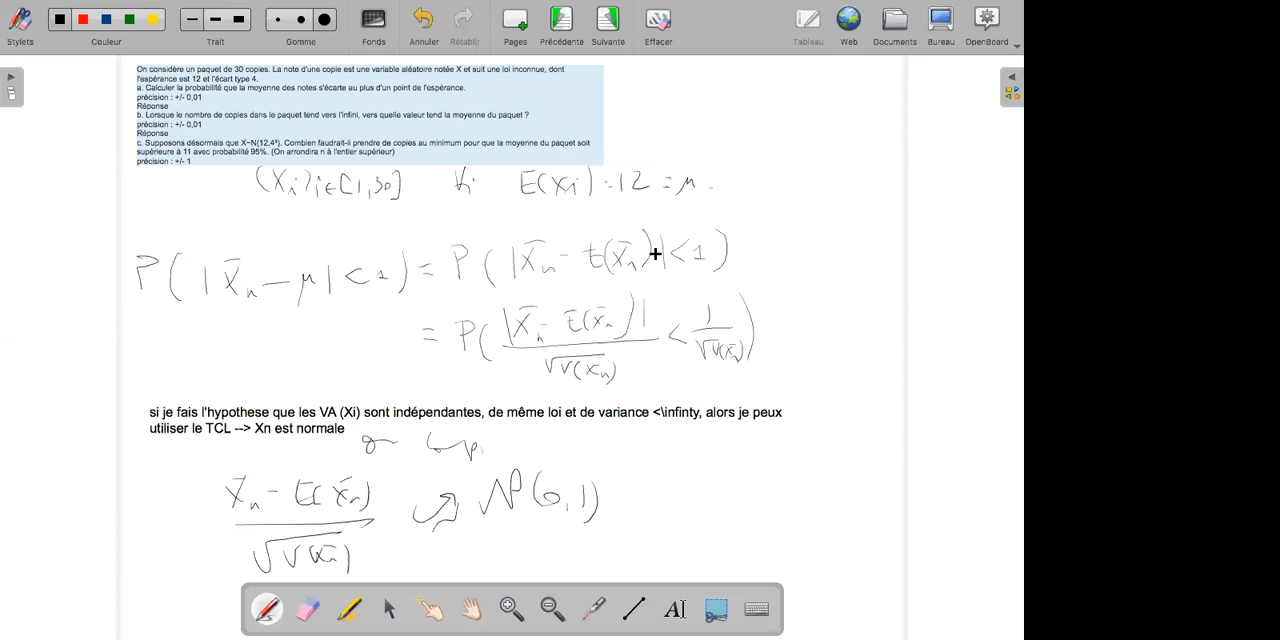 Stylets Couleur Trait Gomme Fonds Annuler Rétablir Pages Précédente Suivante Effacer Tableau Web Documents Bureau OpenBoard
On considère un paquet de 30 copies. La note d'une copie est une variable aléatoire notée X et suit une loi inconnue, dont
l'espérance est 12 et l'écart type 4.
a. Calculer la probabilité que la moyenne des notes s'écarte au plus d'un point de l'espérance.
précision : +/- 0,01
Réponse
b. Lorsque le nombre de copies dans le paquet tend vers l'infini, vers quelle valeur tend la moyenne du paquet ?
précision : +/- 0,01
Réponse
c. Supposons désormais que X~N(12,4²). Combien faudrait-il prendre de copies au minimum pour que la moyenne du paquet soit
supérieure à 11 avec probabilité 95%. (On arrondira n à l'entier supérieur)
précision : +/- 1
(Xi)i∈[1,30] ∀i E(Xi) = 12 = μ.
P(|X̄n - μ| < 1) = P(|X̄n - E(X̄n)| < 1)
= P(|X̄n - E(X̄n)| / √V(X̄n) < 1 / √V(X̄n))
si je fais l'hypothese que les VA (Xi) sont indépendantes, de même loi et de variance <\infinty, alors je peux
utiliser le TCL --> Xn est normale
X̄n - E(X̄n) / √V(X̄n) ↝ N(0,1)